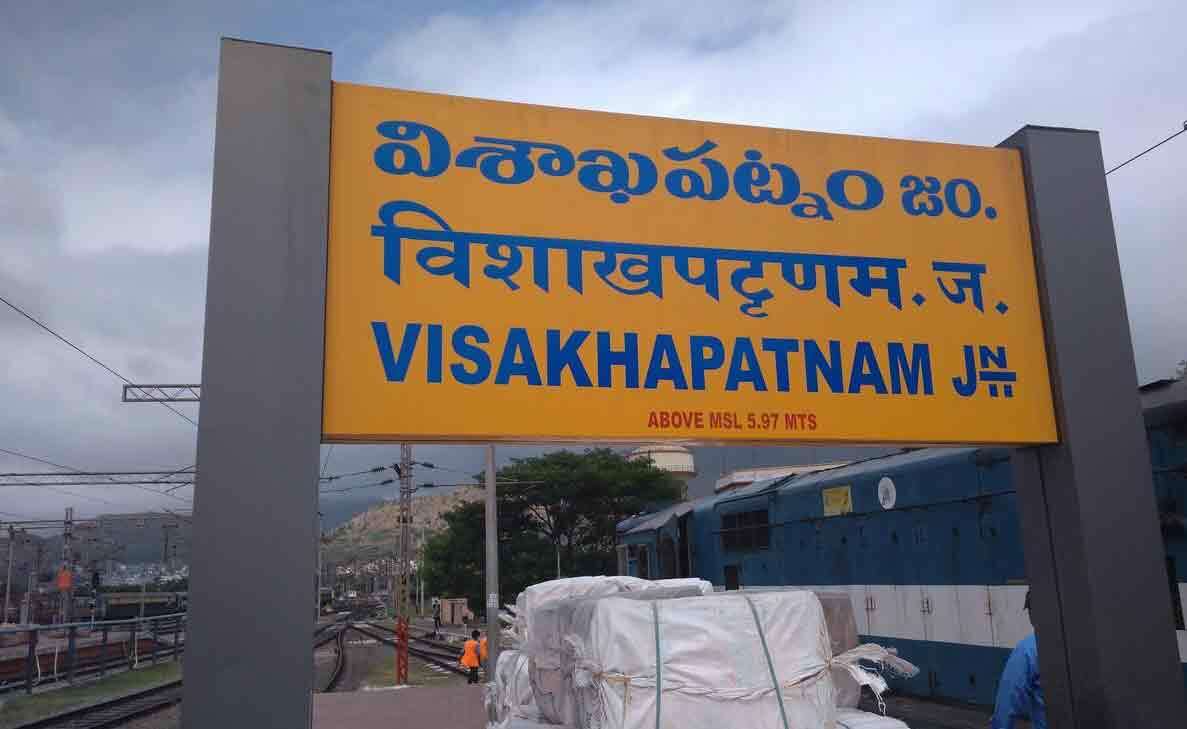 విశాఖపట్నం జం.
विशाखपट्टणम. ज.
VISAKHAPATNAM JN
ABOVE MSL 5.97 MTS